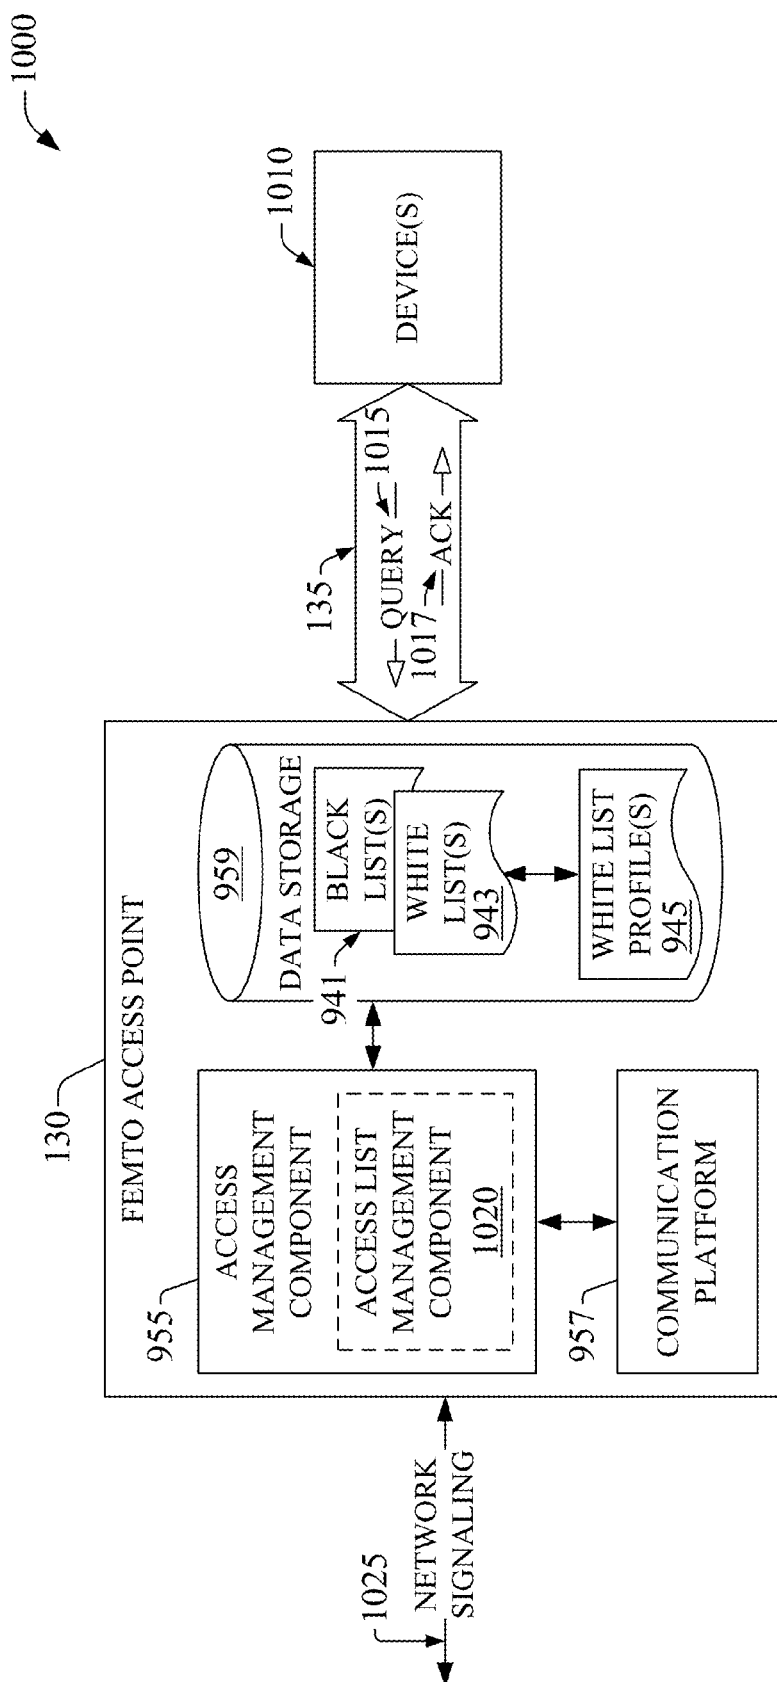 1000
130
FEMTO ACCESS POINT
955
ACCESS
MANAGEMENT
COMPONENT
ACCESS LIST
MANAGEMENT
COMPONENT
1020
957
COMMUNICATION
PLATFORM
959
DATA STORAGE
941
BLACK
LIST(S)
WHITE
LIST(S)
943
WHITE LIST
PROFILE(S)
945
1025
NETWORK
SIGNALING
135
QUERY
1015
1017
ACK
1010
DEVICE(S)